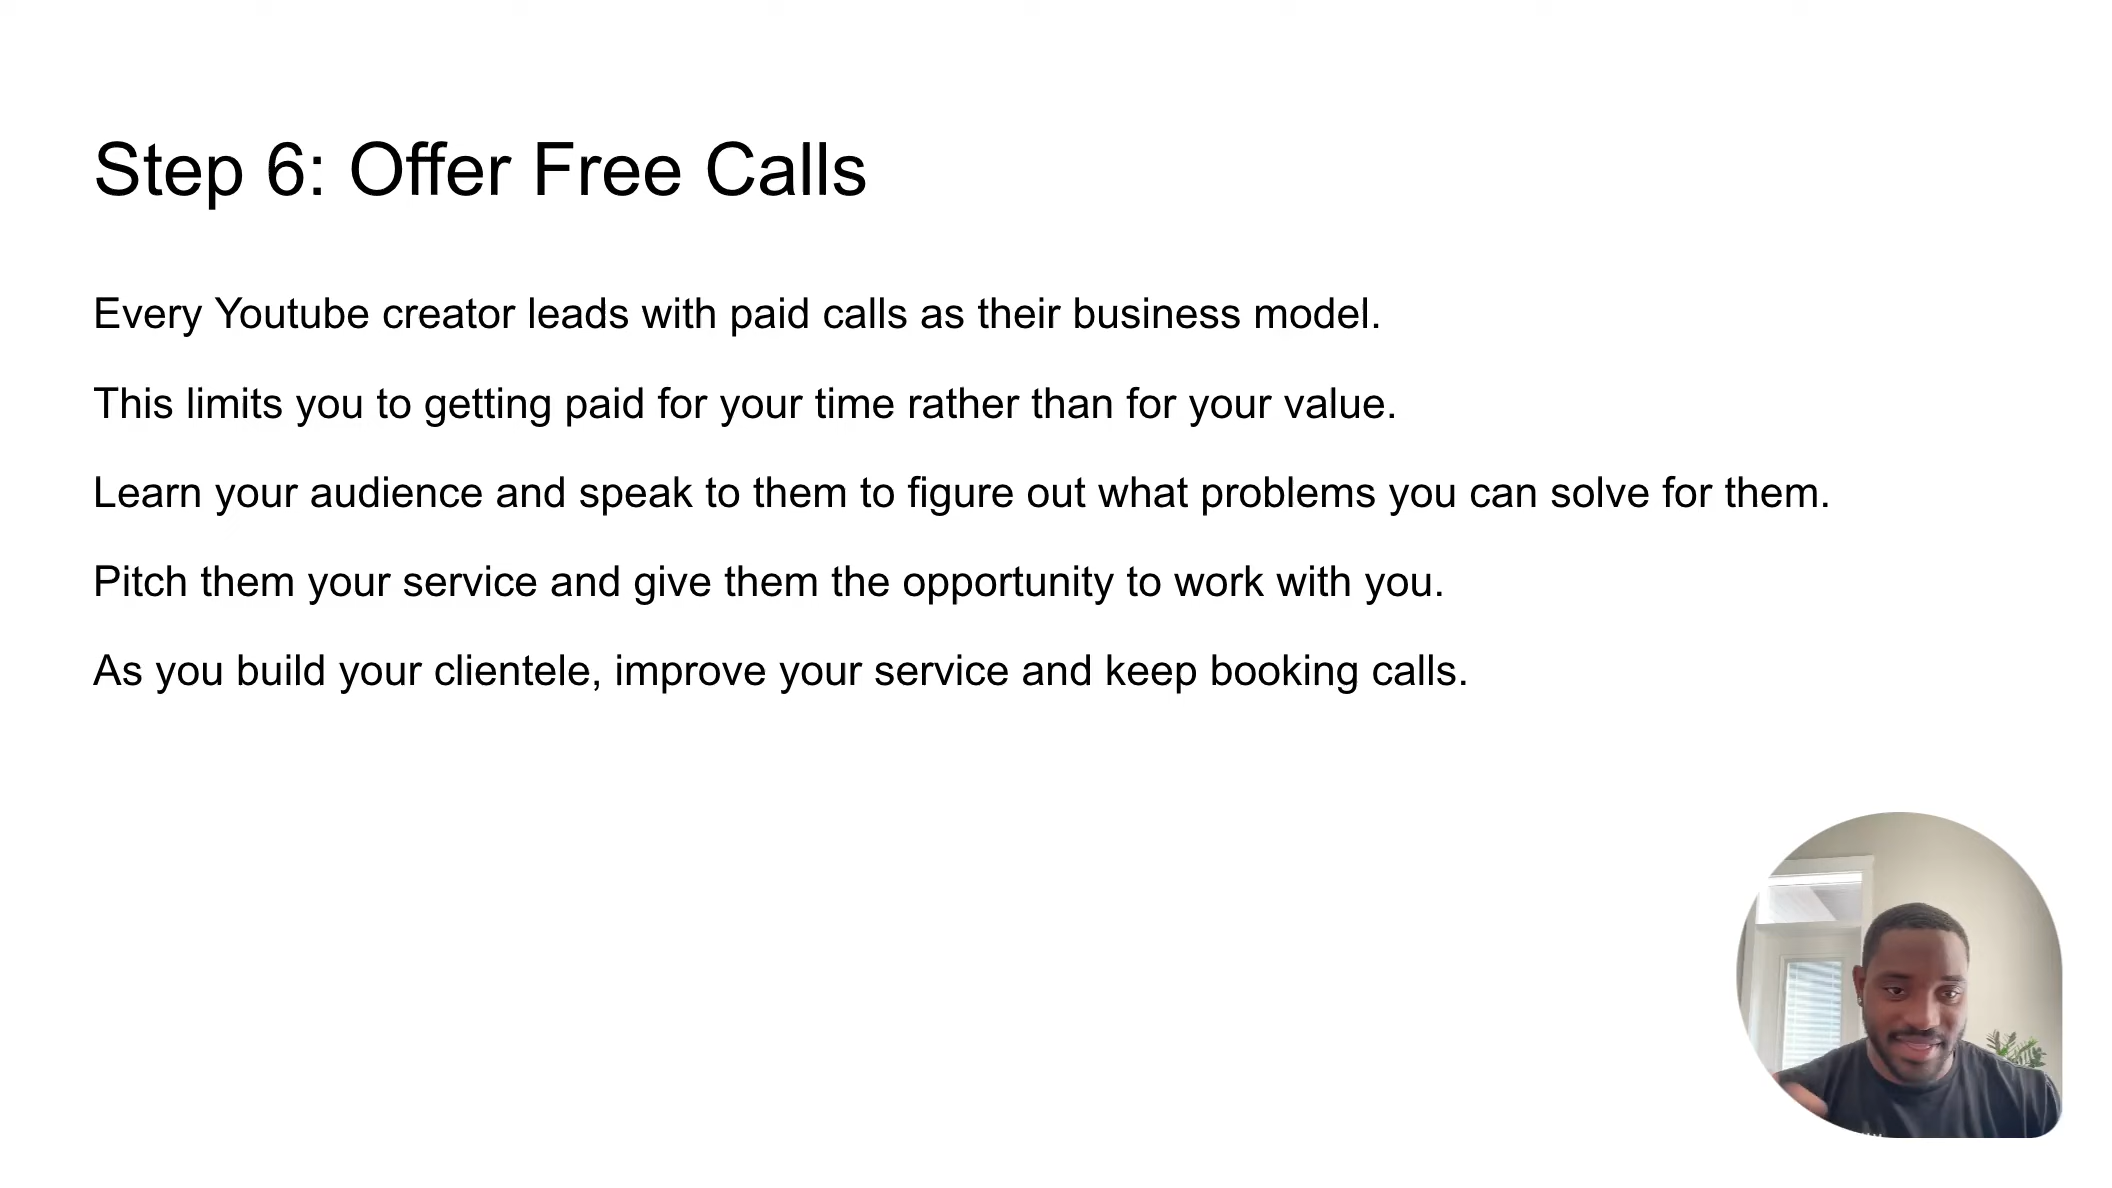 Step 6: Offer Free Calls
Every Youtube creator leads with paid calls as their business model.
This limits you to getting paid for your time rather than for your value.
Learn your audience and speak to them to figure out what problems you can solve for them.
Pitch them your service and give them the opportunity to work with you.
As you build your clientele, improve your service and keep booking calls.